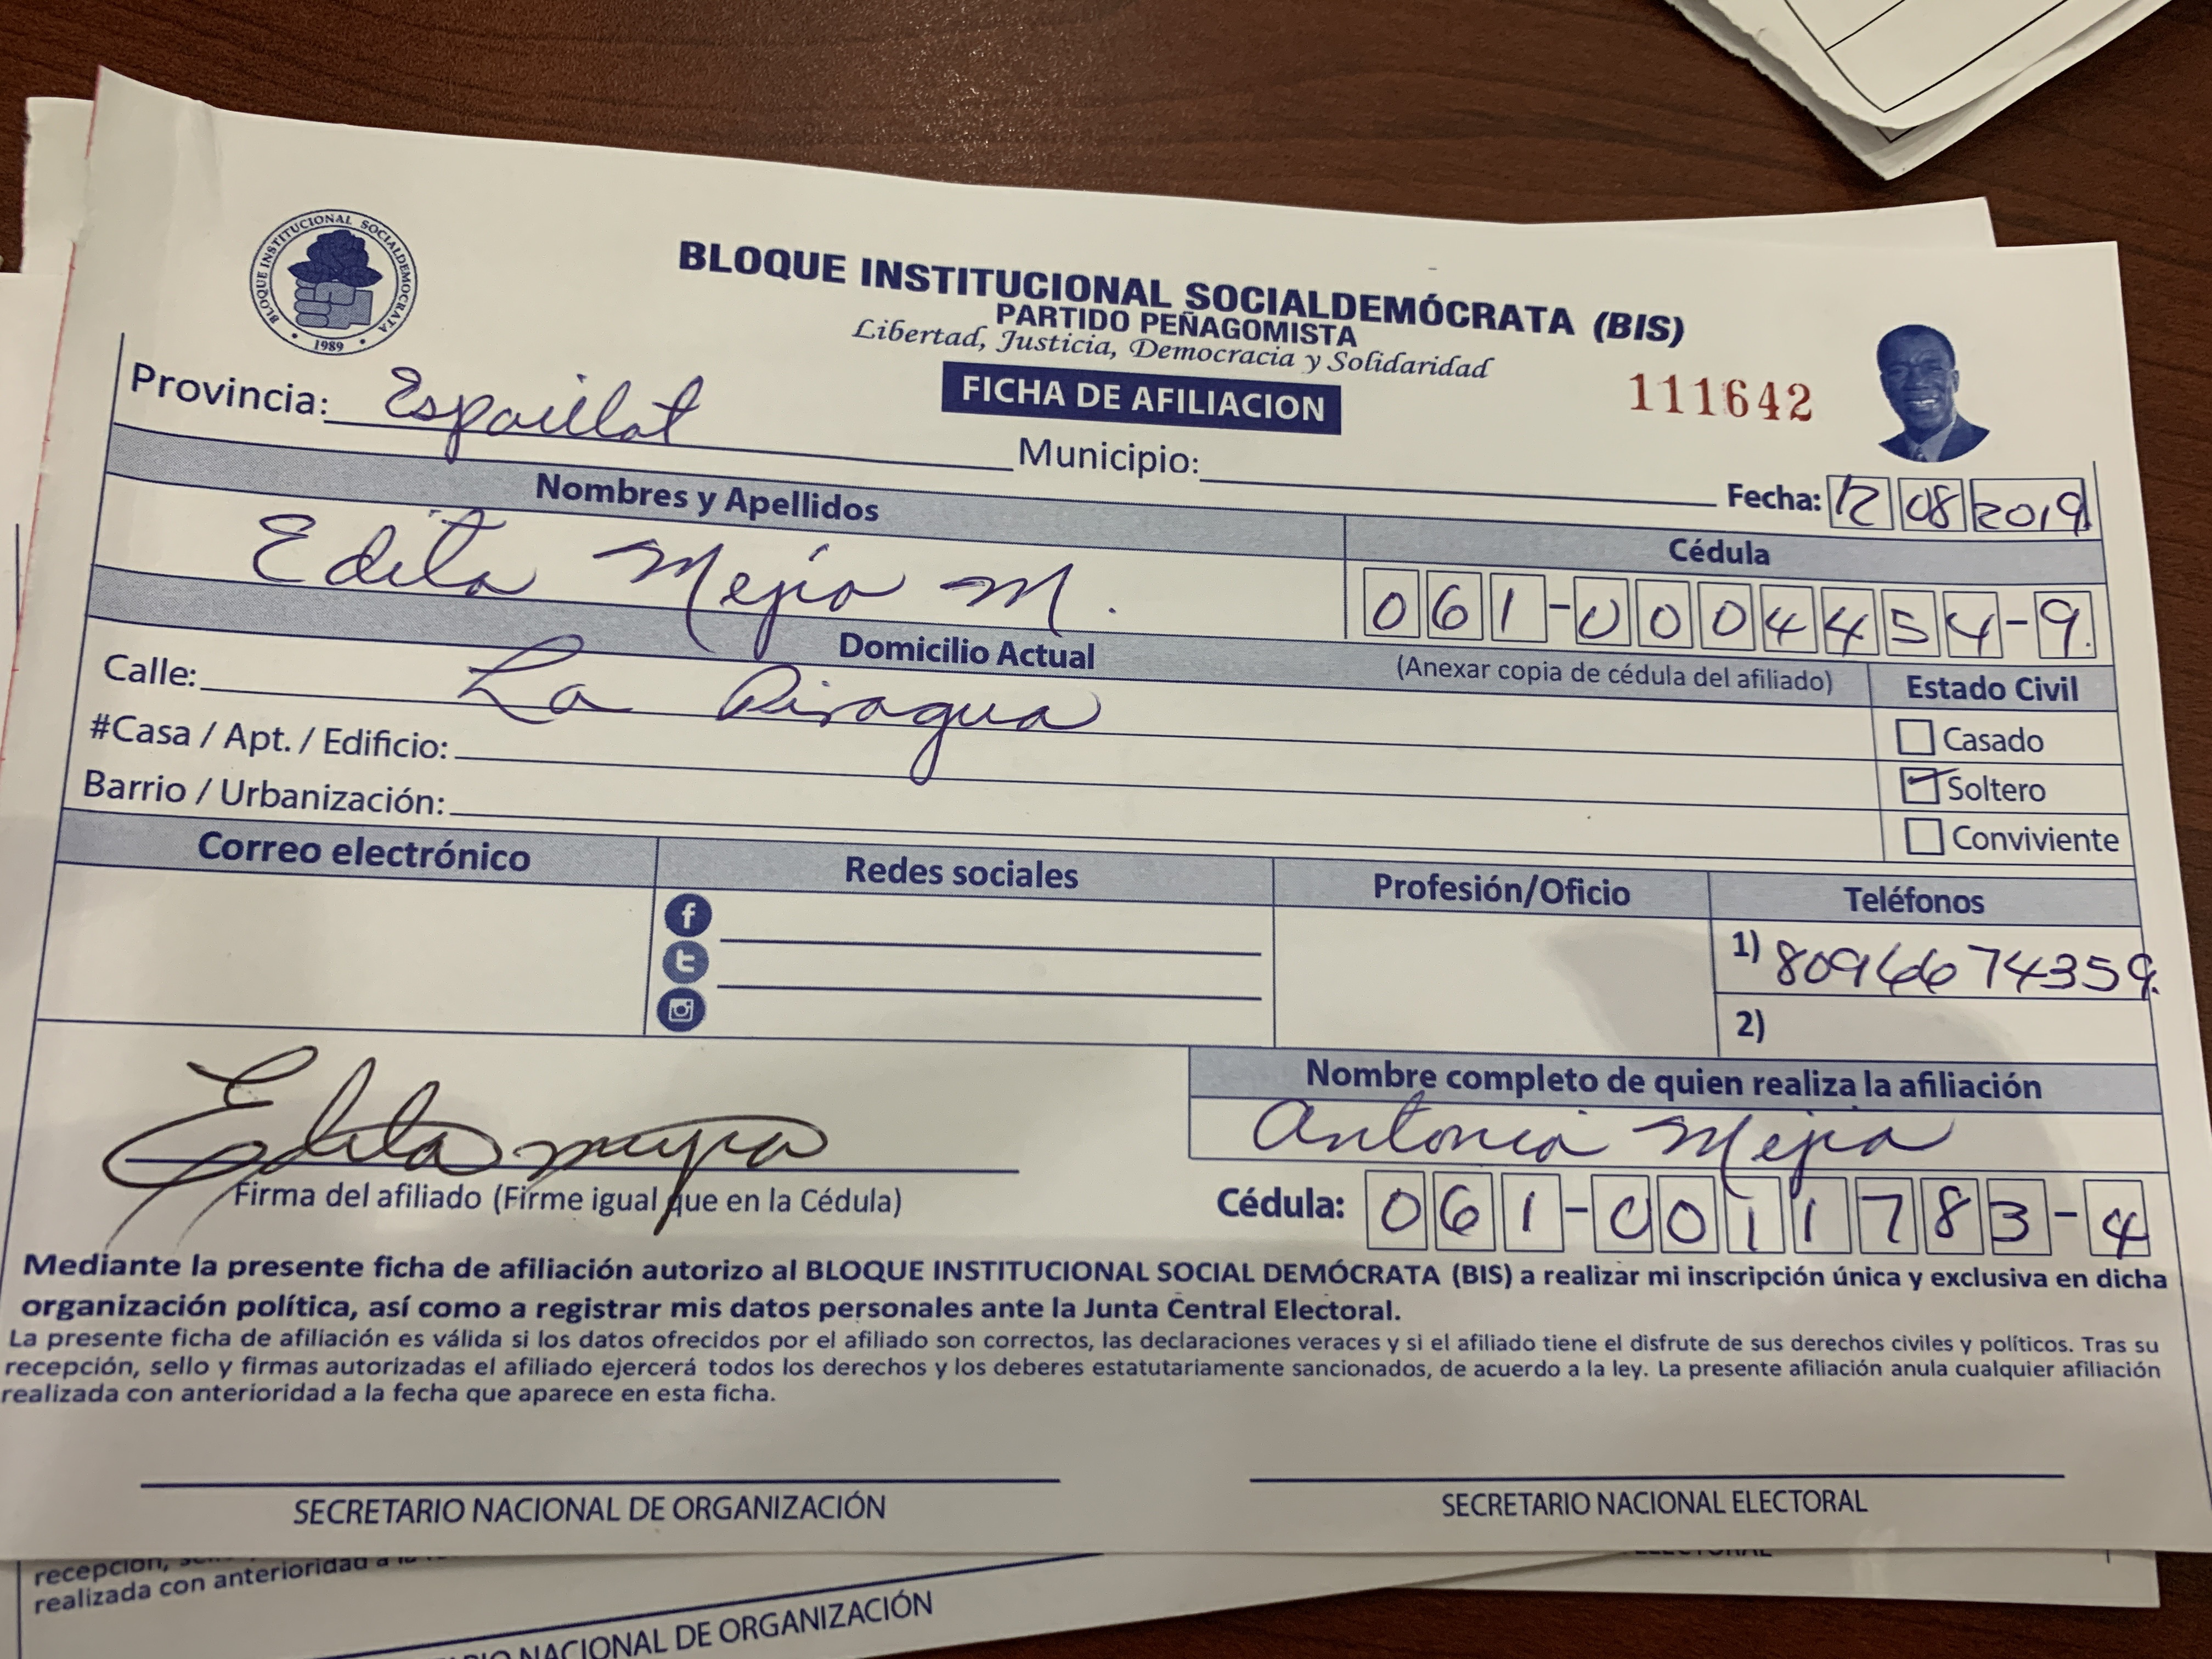 BLOQUE INSTITUCIONAL SOCIALDEMOCRATA
1989
BLOQUE INSTITUCIONAL SOCIALDEMÓCRATA (BIS)
PARTIDO PEÑAGOMISTA
Libertad, Justicia, Democracia y Solidaridad
FICHA DE AFILIACION
111642
Provincia: Espaillat
Municipio:
Fecha: 12 08 2019
Nombres y Apellidos
Cédula
Edita Mejia M.
061-0004454-9
Domicilio Actual
(Anexar copia de cédula del afiliado)
Estado Civil
Calle: La
#Casa / Apt. / Edificio:
Barrio / Urbanización:
Casado
Soltero
Conviviente
Correo electrónico
Redes sociales
Profesión/Oficio
Teléfonos
1) 8096674359.
2)
Nombre completo de quien realiza la afiliación
Antonia Mejia
Edita mejia
Firma del afiliado (Firme igual que en la Cédula)
Cédula: 061-0011783-4
Mediante la presente ficha de afiliación autorizo al BLOQUE INSTITUCIONAL SOCIAL DEMÓCRATA (BIS) a realizar mi inscripción única y exclusiva en dicha
organización política, así como a registrar mis datos personales ante la Junta Central Electoral.
La presente ficha de afiliación es válida si los datos ofrecidos por el afiliado son correctos, las declaraciones veraces y si el afiliado tiene el disfrute de sus derechos civiles y políticos. Tras su
recepción, sello y firmas autorizadas el afiliado ejercerá todos los derechos y los deberes estatutariamente sancionados, de acuerdo a la ley. La presente afiliación anula cualquier afiliación
realizada con anterioridad a la fecha que aparece en esta ficha.
SECRETARIO NACIONAL DE ORGANIZACIÓN
SECRETARIO NACIONAL ELECTORAL
recepción,
realizada con anterioridad a la
NACIONAL DE ORGANIZACIÓN